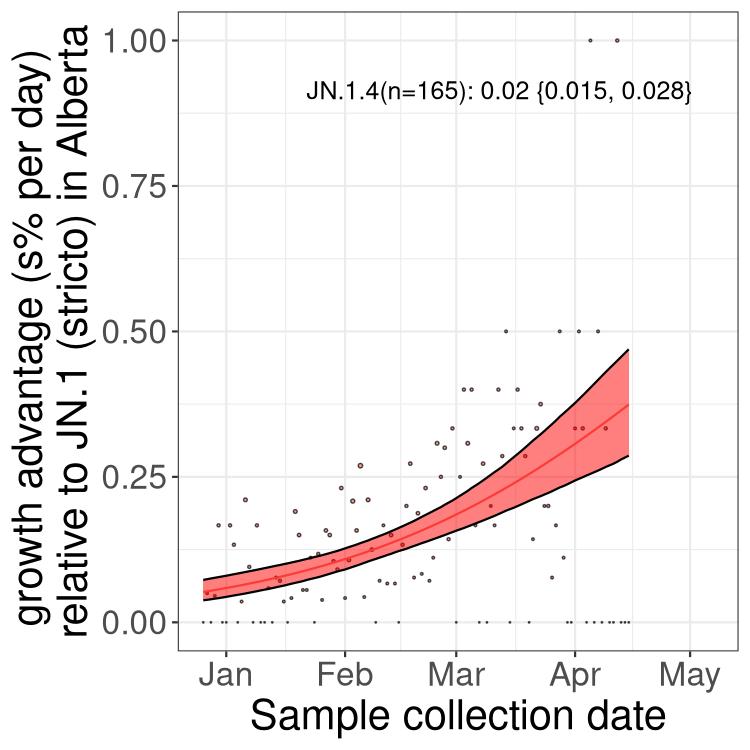 growth advantage (s% per day)
relative to JN.1 (stricto) in Alberta
1.00
0.75
0.50
0.25
0.00
JN.1.4(n=165): 0.02 {0.015, 0.028}
Jan Feb Mar Apr May
Sample collection date